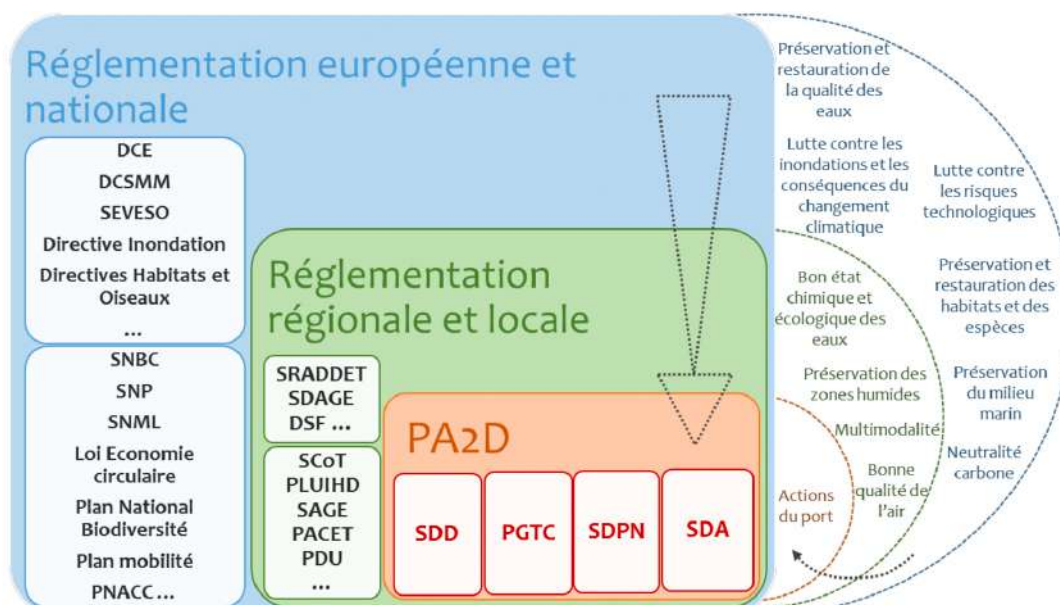 Réglementation européenne et
nationale
DCE
DCSMM
SEVESO
Directive Inondation
Directives Habitats et
Oiseaux
...
SNBC
SNP
SNML
Loi Economie
circulaire
Plan National
Biodiversité
Plan mobilité
PNACC ...
Réglementation
régionale et locale
SRADDET
SDAGE
DSF ...
SCoT
PLUIHD
SAGE
PACET
PDU
...
PA2D
SDD
PGTC
SDPN
SDA
Préservation et
restauration de
la qualité des
eaux
Lutte contre les
inondations et les
conséquences du
changement
climatique
Lutte contre
les risques
technologiques
Préservation et
restauration des
habitats et des
espèces
Préservation
du milieu
marin
Neutralité
carbone
Bon état
chimique et
écologique des
eaux
Préservation des
zones humides
Multimodalité
Bonne
qualité de
l'air
Actions
du port